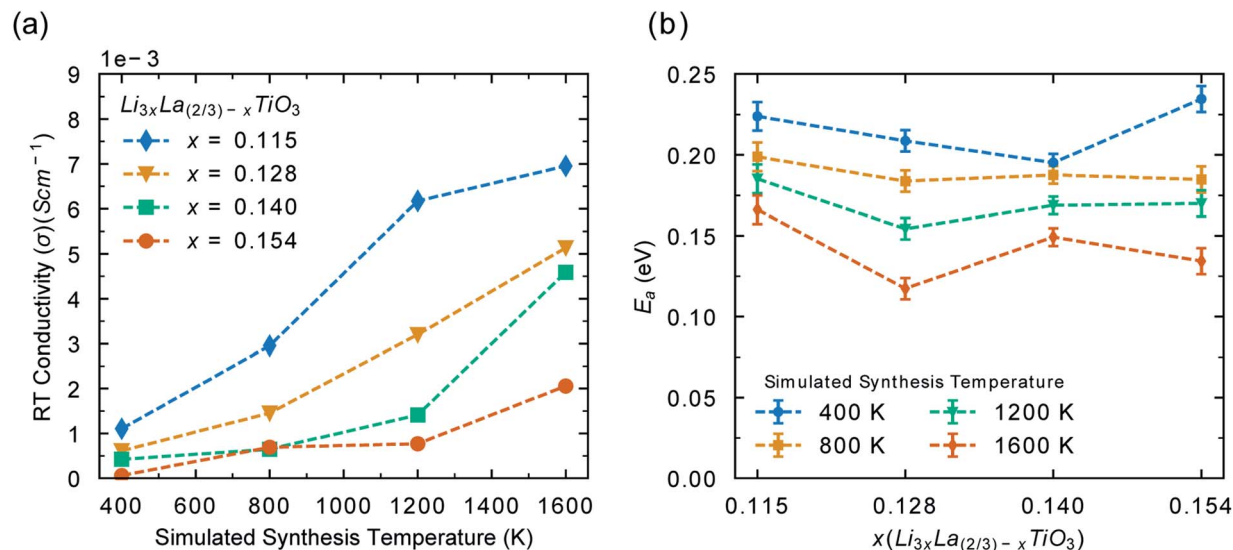 (a)
1e−3
9
8
7
6
5
4
3
2
1
0
RT Conductivity (σ)(Scm⁻¹)
Li₃ₓLa₍₂/₃₎₋ₓTiO₃
x = 0.115
x = 0.128
x = 0.140
x = 0.154
400 600 800 1000 1200 1400 1600
Simulated Synthesis Temperature (K)
(b)
0.25
0.20
0.15
0.10
0.05
0.00
Eₐ (eV)
Simulated Synthesis Temperature
400 K 1200 K
800 K 1600 K
0.115 0.128 0.140 0.154
x(Li₃ₓLa₍₂/₃₎₋ₓTiO₃)